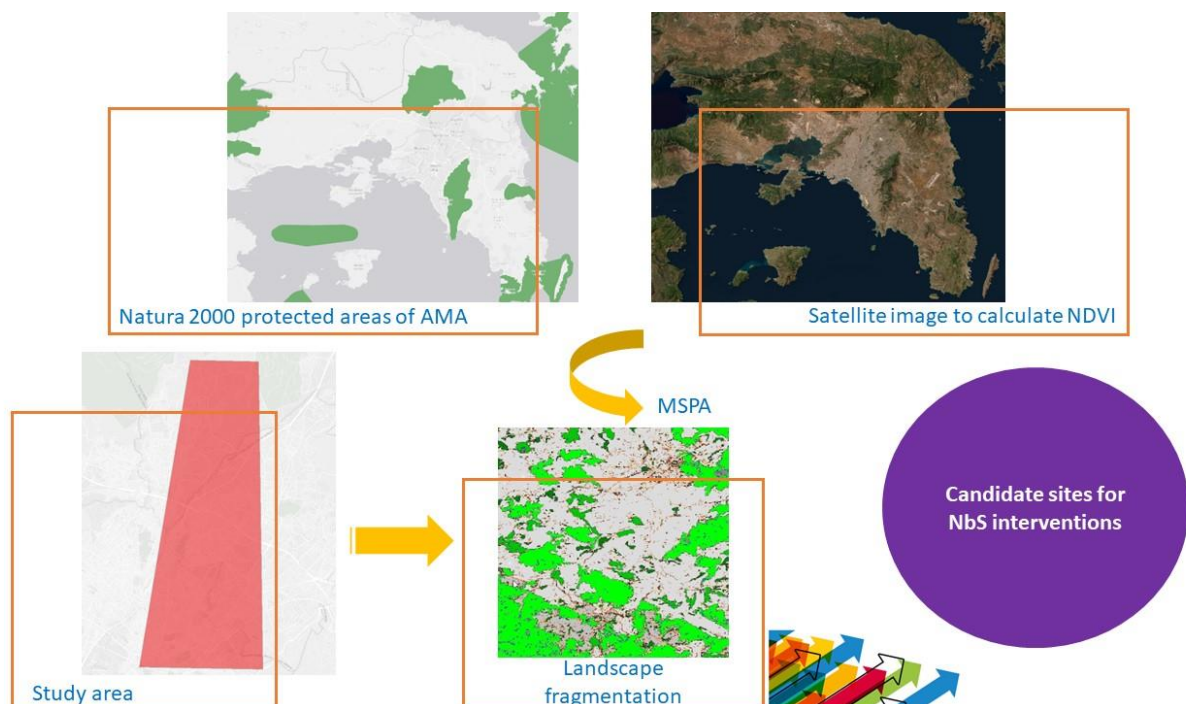 Natura 2000 protected areas of AMA
Satellite image to calculate NDVI
MSPA
Candidate sites for
NbS interventions
Study area
Landscape
fragmentation